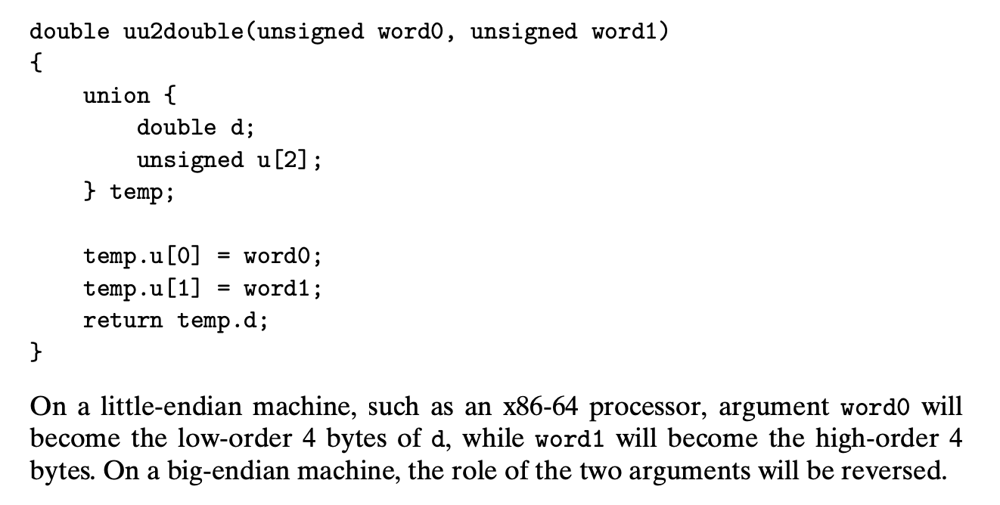 double uu2double(unsigned word0, unsigned word1)
{
    union {
        double d;
        unsigned u[2];
    } temp;

    temp.u[0] = word0;
    temp.u[1] = word1;
    return temp.d;
}
On a little-endian machine, such as an x86-64 processor, argument word0 will
become the low-order 4 bytes of d, while word1 will become the high-order 4
bytes. On a big-endian machine, the role of the two arguments will be reversed.